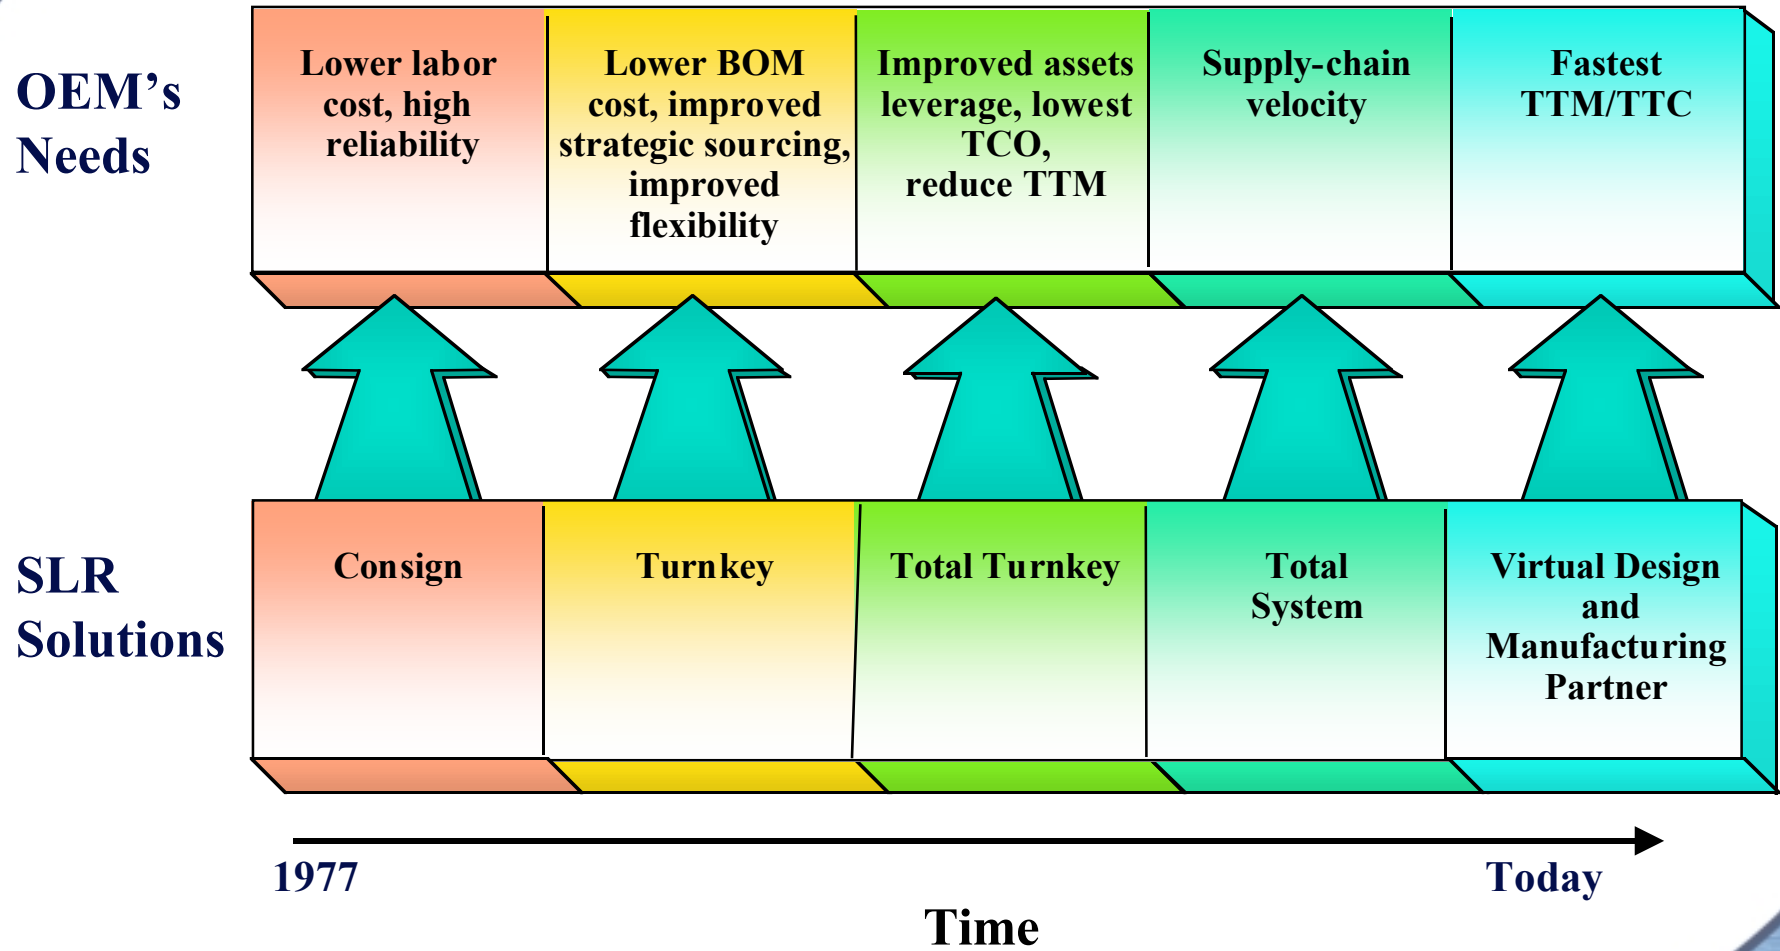 OEM's
Needs
Lower labor
cost, high
reliability
Lower BOM
cost, improved
strategic sourcing,
improved
flexibility
Improved assets
leverage, lowest
TCO,
reduce TTM
Supply-chain
velocity
Fastest
TTM/TTC
SLR
Solutions
Consign
Turnkey
Total Turnkey
Total
System
Virtual Design
and
Manufacturing
Partner
1977
Today
Time